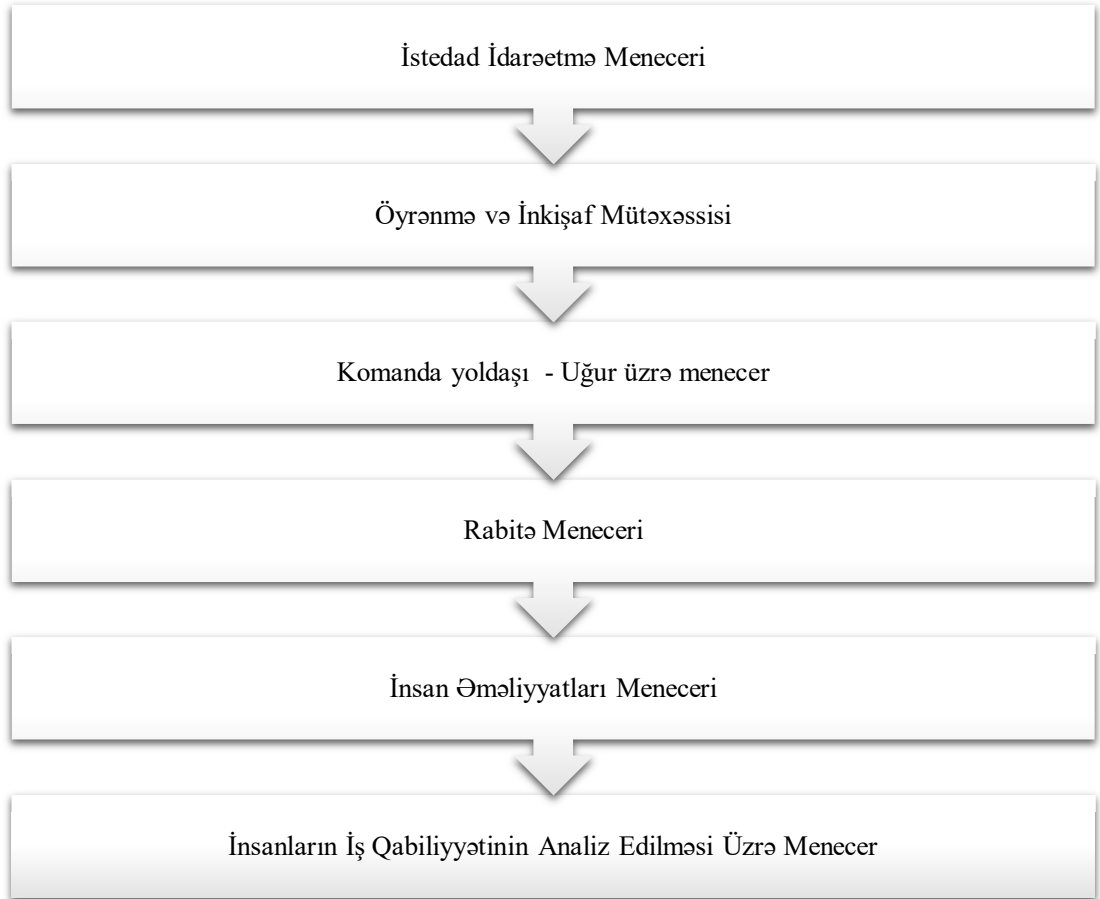 İstedad İdarəetmə Meneceri
Öyrənmə və İnkişaf Mütəxəssisi
Komanda yoldaşı - Uğur üzrə menecer
Rabitə Meneceri
İnsan Əməliyyatları Meneceri
İnsanların İş Qabiliyyətinin Analiz Edilməsi Üzrə Menecer